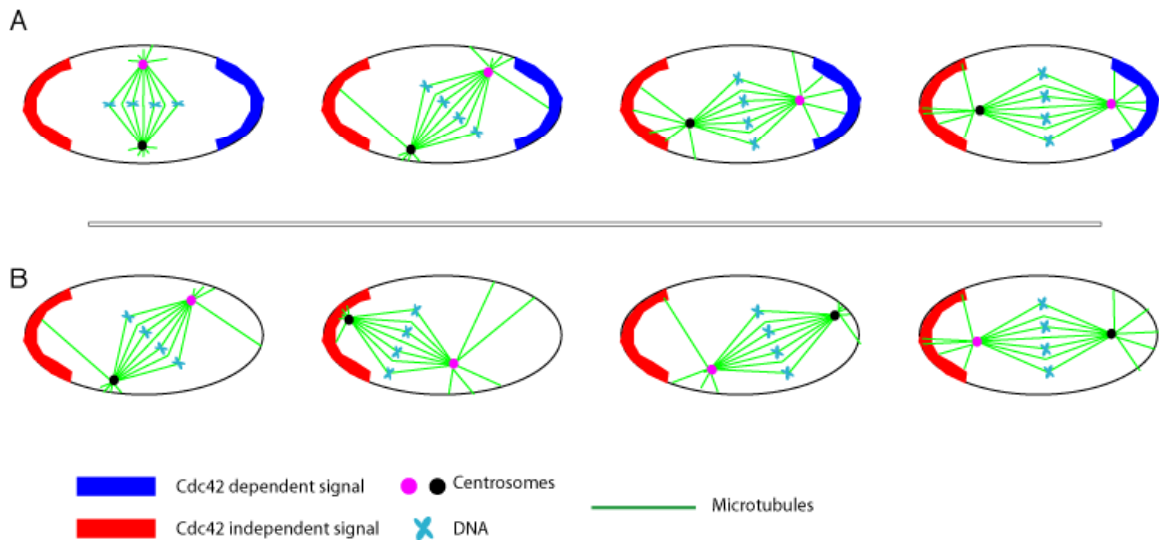 A
B
Cdc42 dependent signal
Centrosomes
Microtubules
Cdc42 independent signal
DNA